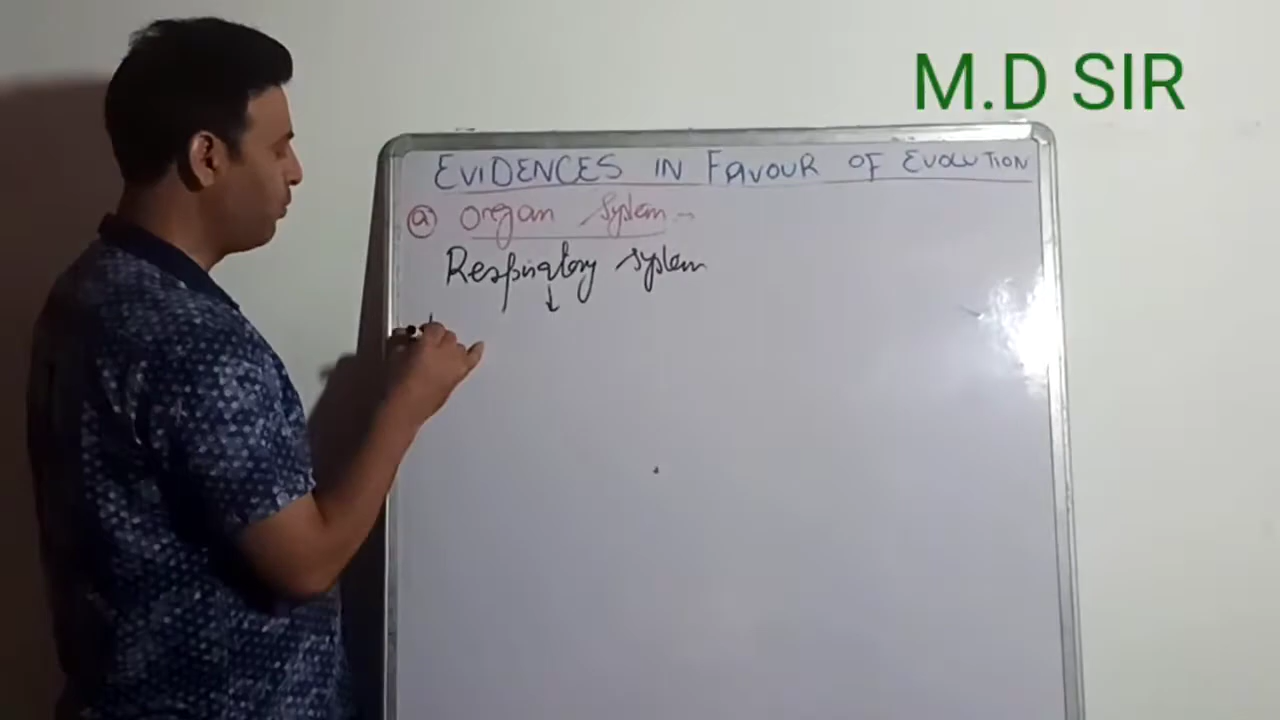 M.D SIR
EVIDENCES IN FAVOUR OF EVOLUTION
(a) Organ system →
Respiratory system
↓